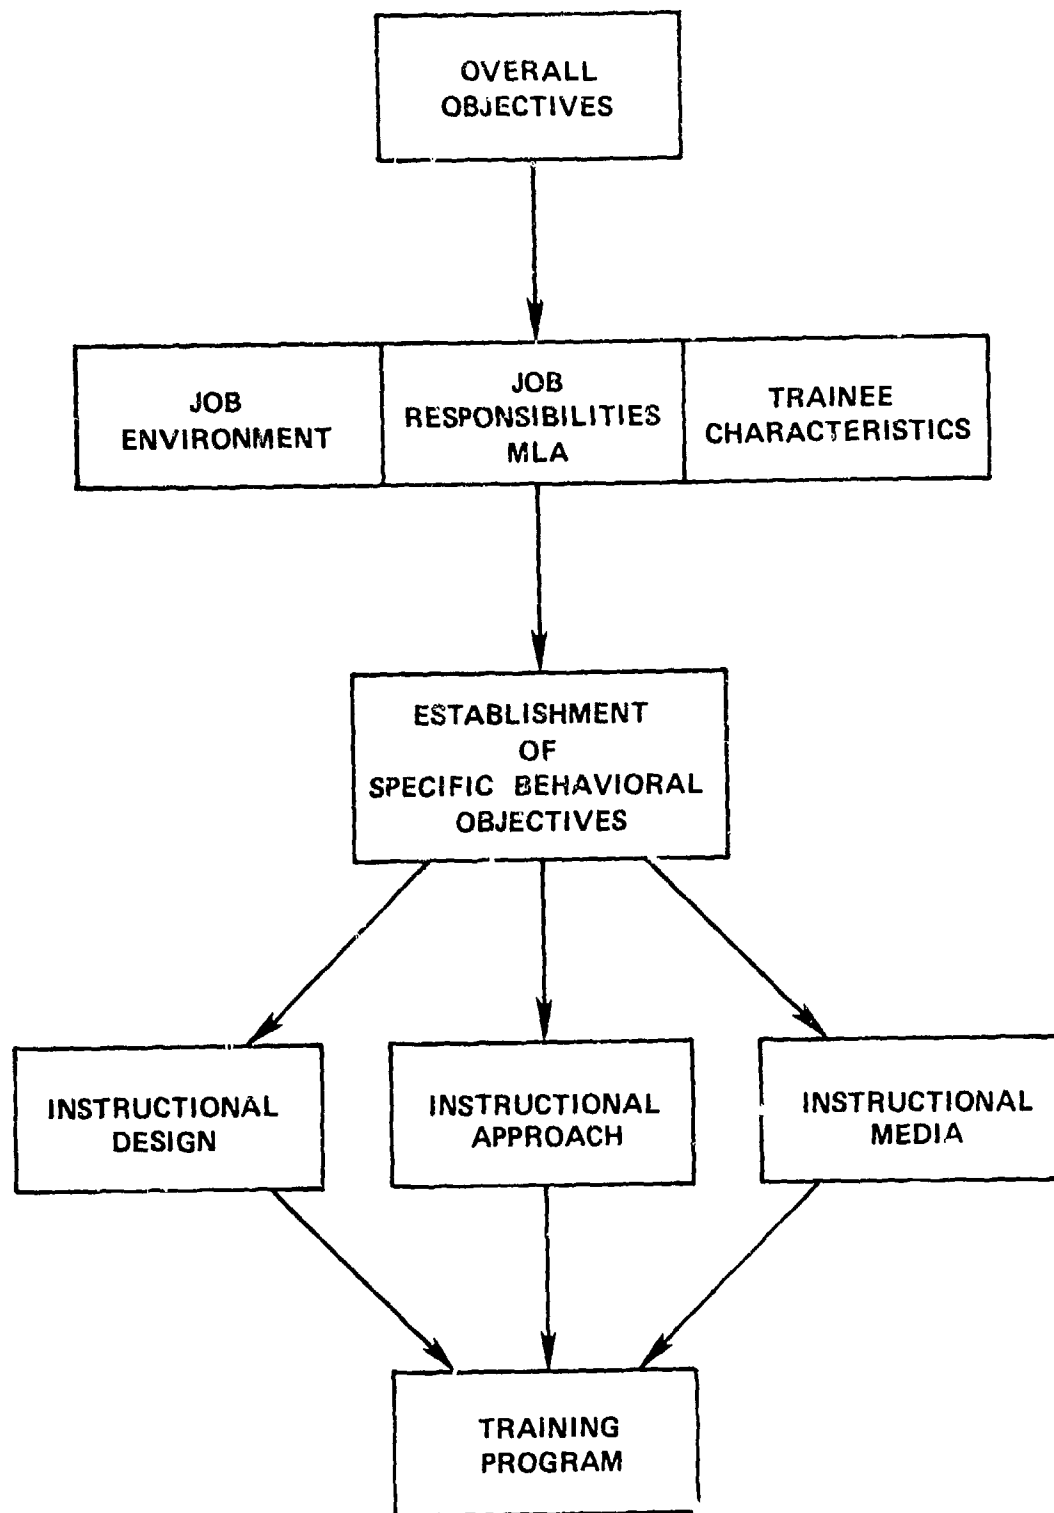 OVERALL
OBJECTIVES
JOB
ENVIRONMENT
JOB
RESPONSIBILITIES
MLA
TRAINEE
CHARACTERISTICS
ESTABLISHMENT
OF
SPECIFIC BEHAVIORAL
OBJECTIVES
INSTRUCTIONAL
DESIGN
INSTRUCTIONAL
APPROACH
INSTRUCTIONAL
MEDIA
TRAINING
PROGRAM